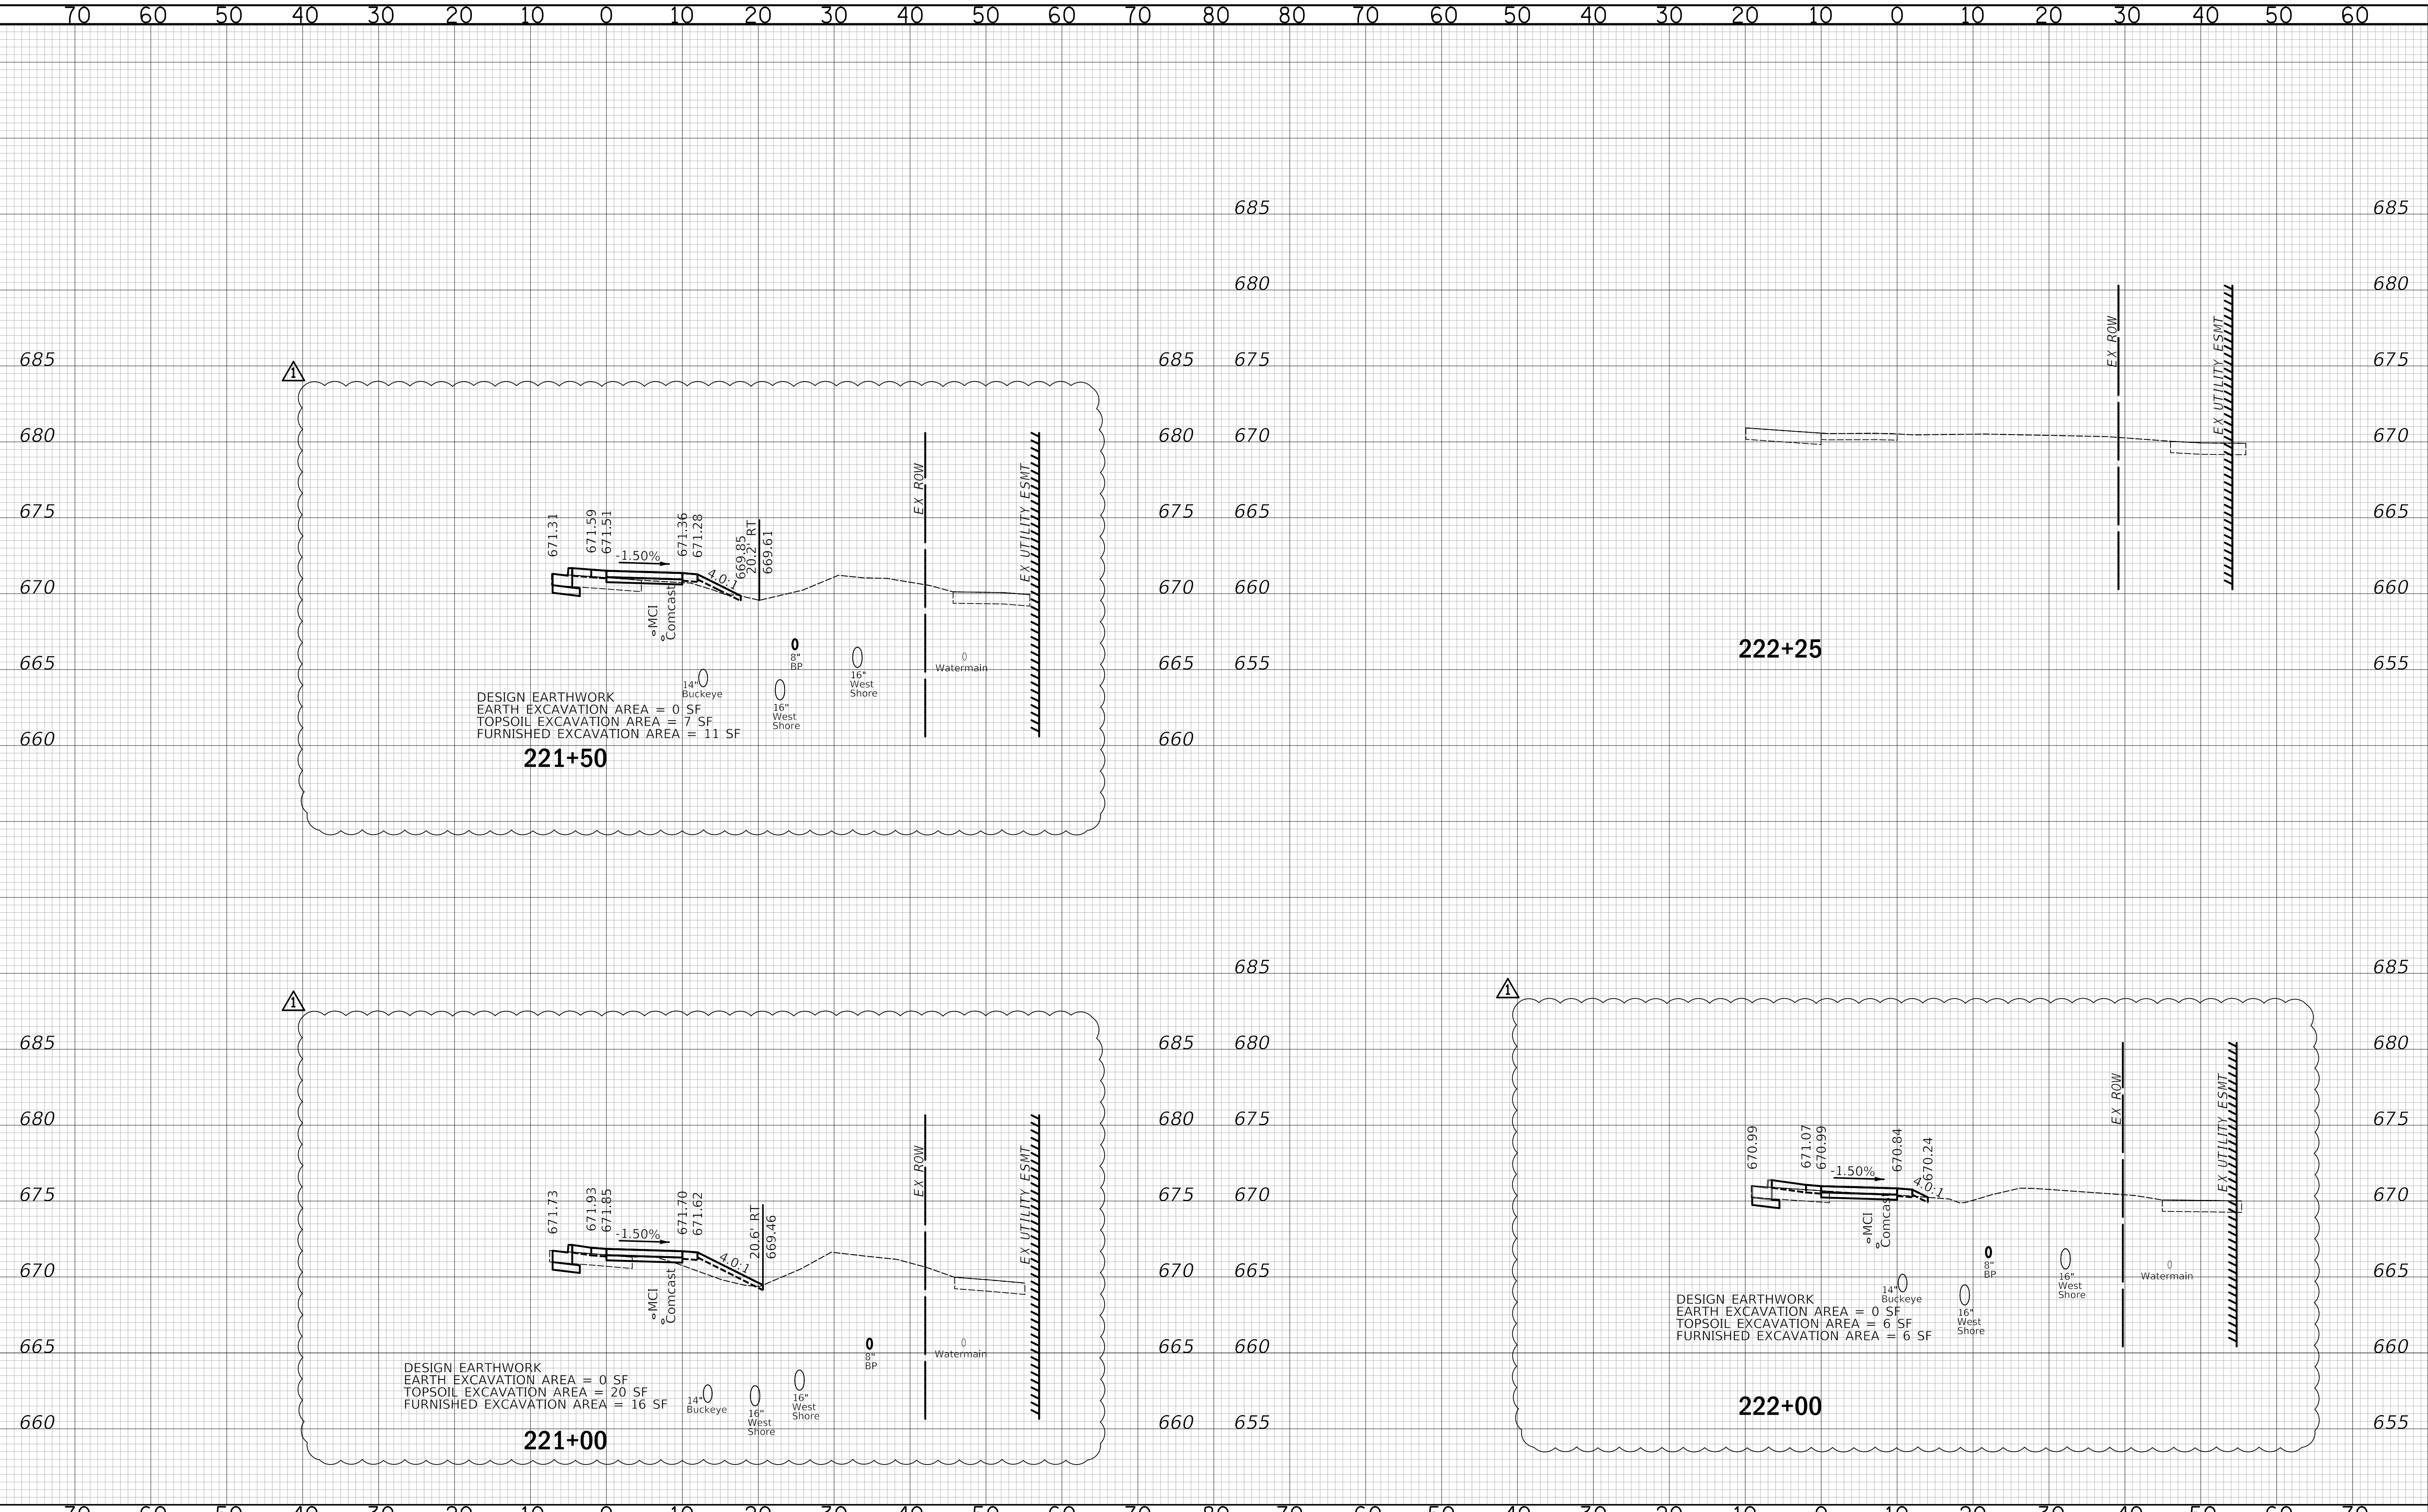 70 60 50 40 30 20 10 0 10 20 30 40 50 60 70 80 80 70 60 50 40 30 20 10 0 10 20 30 40 50 60
685 685
680 680
675 675
670 670
665 665
660 660
655 655
EX ROW
EX UTILITY ESMT
222+25
1
685 685
680 680
675 675
670 670
665 665
660 660
671.31
671.59
671.51
671.36
671.28
669.85
20.2' RT
669.61
-1.50%
4.0:1
MCI
Comcast
EX ROW
EX UTILITY ESMT
8"
BP
16"
West
Shore
Watermain
14"
Buckeye
16"
West
Shore
DESIGN EARTHWORK
EARTH EXCAVATION AREA = 0 SF
TOPSOIL EXCAVATION AREA = 7 SF
FURNISHED EXCAVATION AREA = 11 SF
221+50
1
685 685
680 680
675 675
670 670
665 665
660 660
671.73
671.93
671.85
671.70
671.62
20.6' RT
669.46
-1.50%
4.0:1
MCI
Comcast
EX ROW
EX UTILITY ESMT
8"
BP
Watermain
14"
Buckeye
16"
West
Shore
16"
West
Shore
DESIGN EARTHWORK
EARTH EXCAVATION AREA = 0 SF
TOPSOIL EXCAVATION AREA = 20 SF
FURNISHED EXCAVATION AREA = 16 SF
221+00
1
685 685
680 680
675 675
670 670
665 665
660 660
655 655
670.99
671.07
670.99
670.84
670.24
-1.50%
4.0:1
MCI
Comcast
EX ROW
EX UTILITY ESMT
8"
BP
16"
West
Shore
Watermain
14"
Buckeye
16"
West
Shore
DESIGN EARTHWORK
EARTH EXCAVATION AREA = 0 SF
TOPSOIL EXCAVATION AREA = 6 SF
FURNISHED EXCAVATION AREA = 6 SF
222+00
70 60 50 40 30 20 10 0 10 20 30 40 50 60 70 80 80 70 60 50 40 30 20 10 0 10 20 30 40 50 60